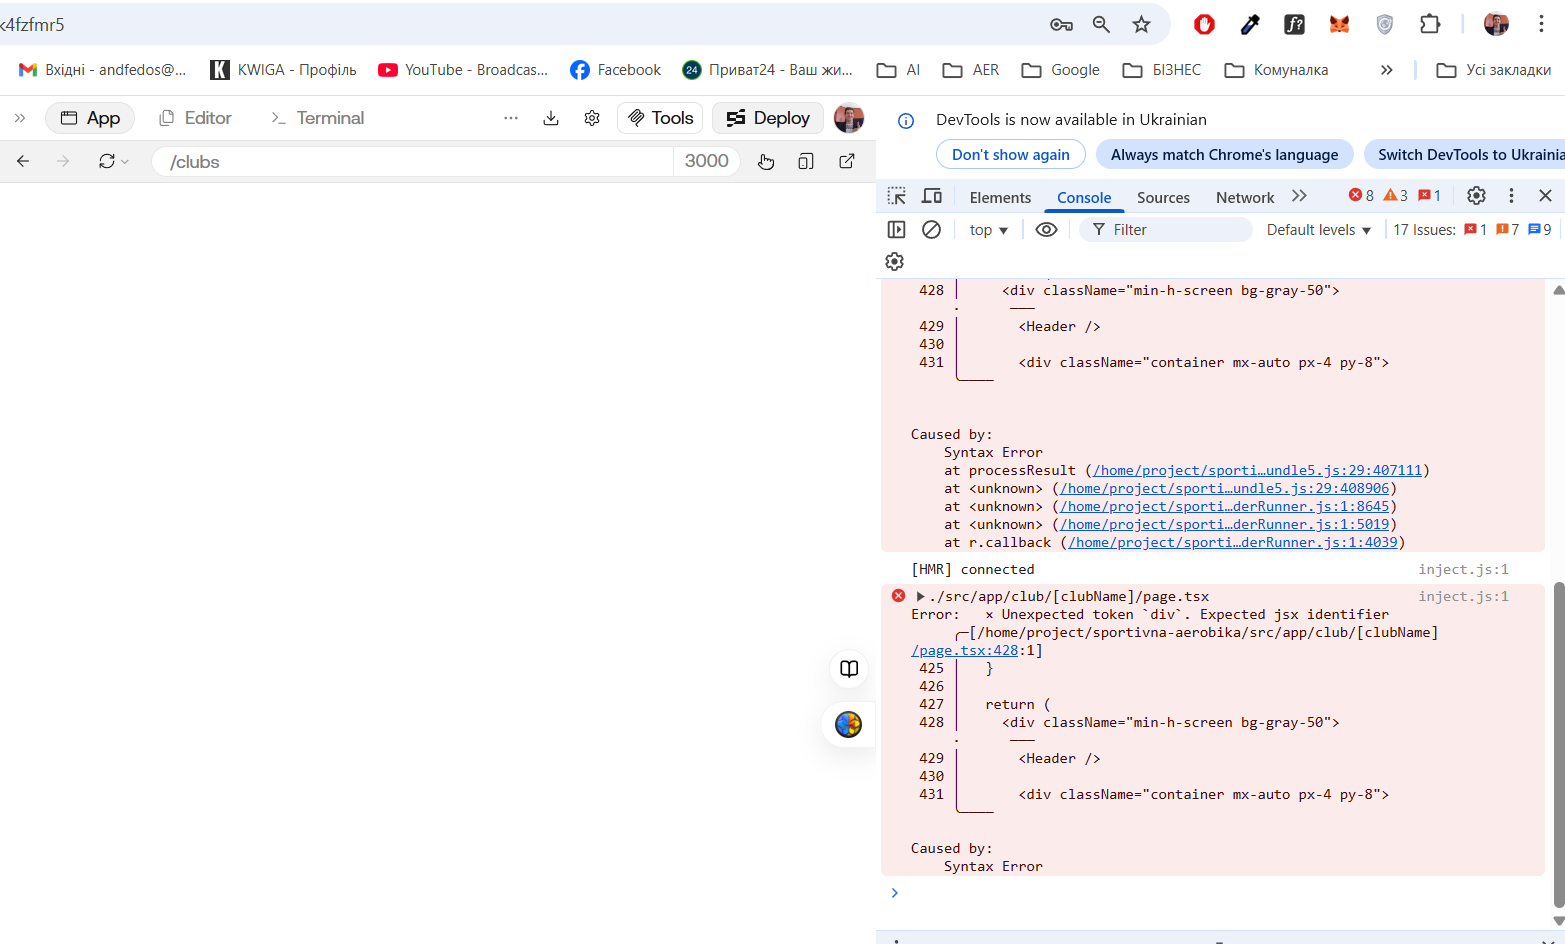 k4fzfmr5
Вхідні - andfedos@...
KWIGA - Профіль
YouTube - Broadcas...
Facebook
24
Приват24 - Ваш жи...
AI
AER
Google
БІЗНЕС
Комуналка
»
Усі закладки
App
Editor
Terminal
...
Tools
Deploy
/clubs
3000
DevTools is now available in Ukrainian
Don't show again
Always match Chrome's language
Switch DevTools to Ukrainia
Elements
Console
Sources
Network
8
3
1
top
Filter
Default levels
17 Issues:
1
7
9
428 <div className="min-h-screen bg-gray-50">
429 <Header />
430
431 <div className="container mx-auto px-4 py-8">
Caused by:
Syntax Error
at processResult (/home/project/sporti…undle5.js:29:407111)
at <unknown> (/home/project/sporti…undle5.js:29:408906)
at <unknown> (/home/project/sporti…derRunner.js:1:8645)
at <unknown> (/home/project/sporti…derRunner.js:1:5019)
at r.callback (/home/project/sporti…derRunner.js:1:4039)
[HMR] connected inject.js:1
./src/app/club/[clubName]/page.tsx inject.js:1
Error: × Unexpected token `div`. Expected jsx identifier
╭─[/home/project/sportivna-aerobika/src/app/club/[clubName]
/page.tsx:428:1]
425 }
426
427 return (
428 <div className="min-h-screen bg-gray-50">
429 <Header />
430
431 <div className="container mx-auto px-4 py-8">
Caused by:
Syntax Error